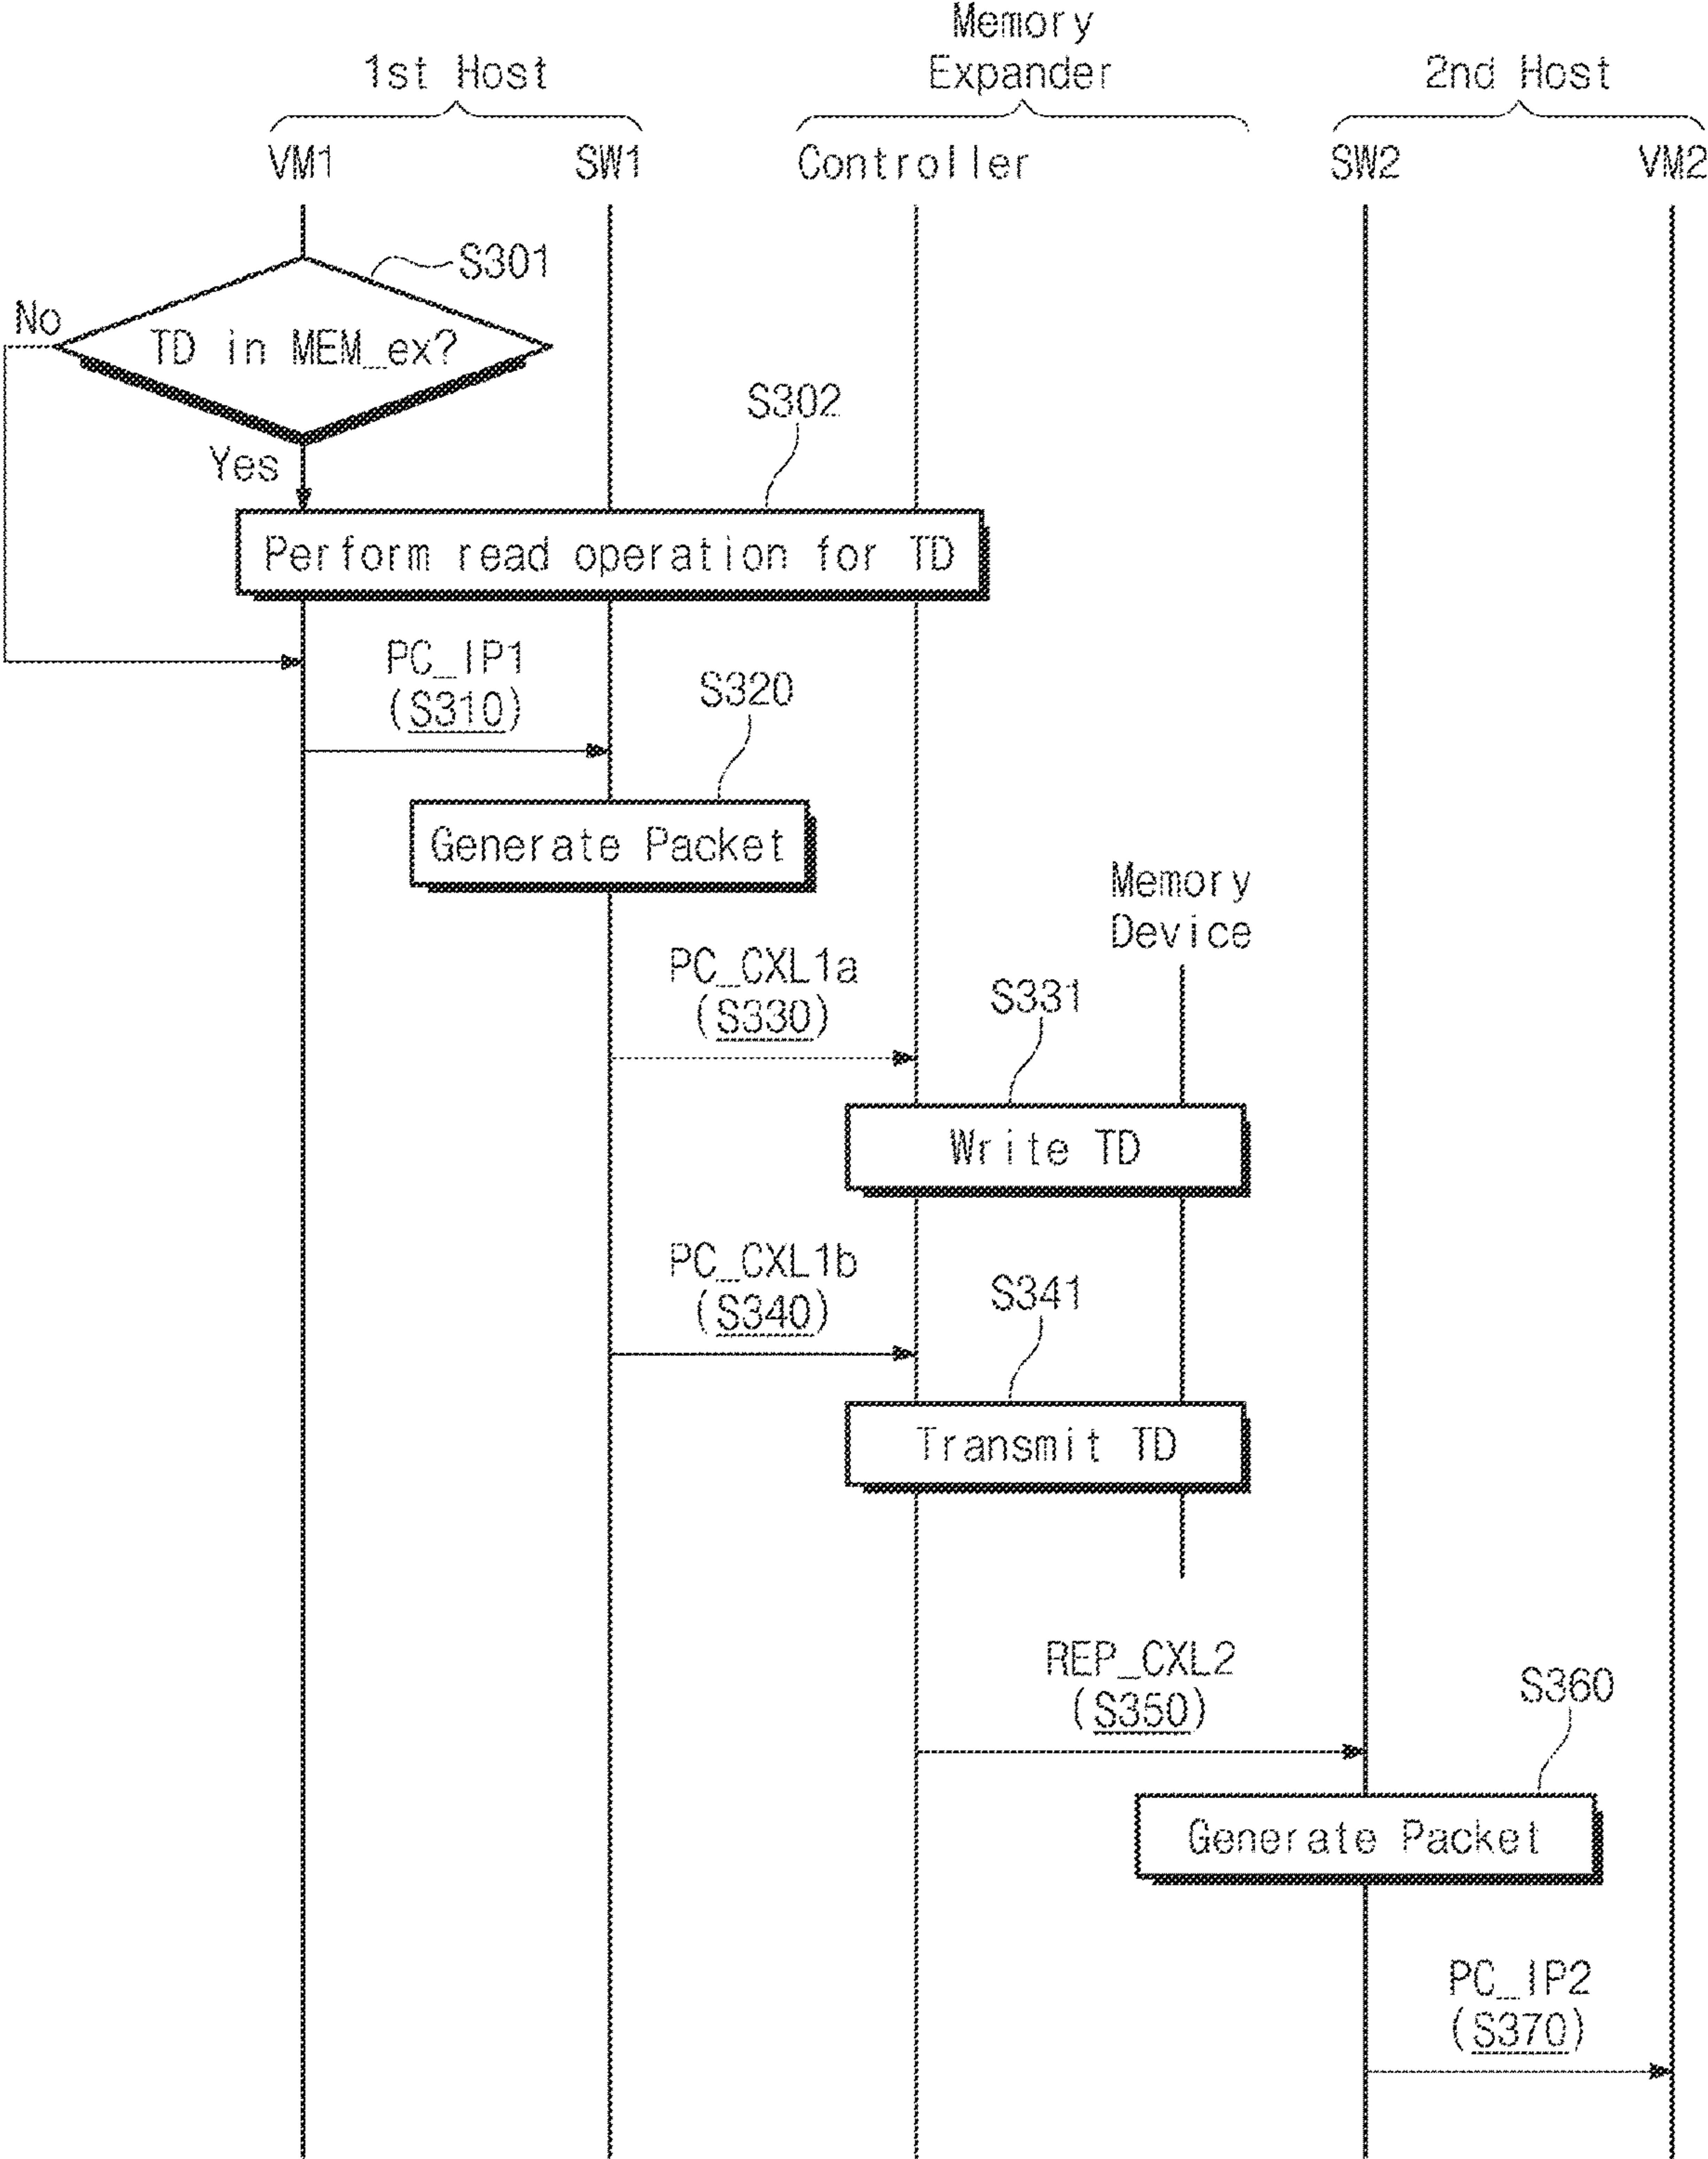 Memory
1st Host
Expander
2nd Host
VM1
SW1
Controller
SW2
VM2
S301
No
TD in MEM_ex?
S302
Yes
Perform read operation for TD
PC_IP1
(S310)
S320
Generate Packet
Memory
Device
PC_CXL1a
(S330)
S331
Write TD
PC_CXL1b
(S340)
S341
Transmit TD
REP_CXL2
(S350)
S360
Generate Packet
PC_IP2
(S370)